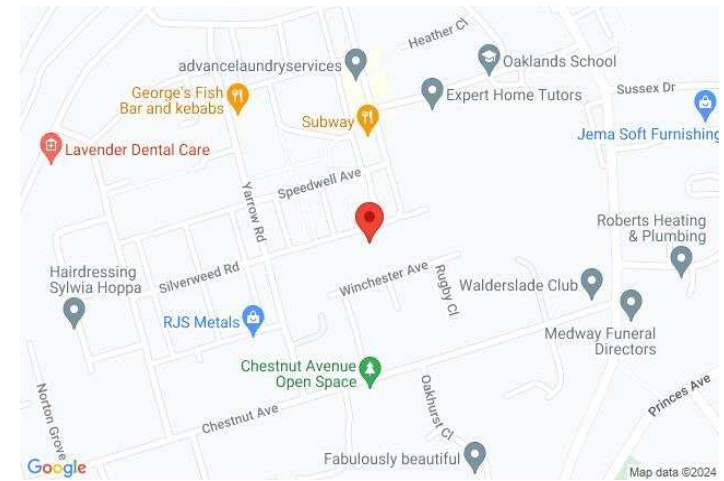 Heather Cl
advancelaundryservices
Oaklands School
George's Fish
Bar and kebabs
Expert Home Tutors
Sussex Dr
Subway
Jema Soft Furnishing
Lavender Dental Care
Speedwell Ave
Yarrow Rd
Roberts Heating
& Plumbing
Silverweed Rd
Hairdressing
Sylwia Hoppa
Winchester Ave
Rugby Cl
Walderslade Club
RJS Metals
Medway Funeral
Directors
Chestnut Avenue
Open Space
Norton Grove
Chestnut Ave
Oakhurst Cl
Princes Ave
Fabulously beautiful
Google
Map data ©2024